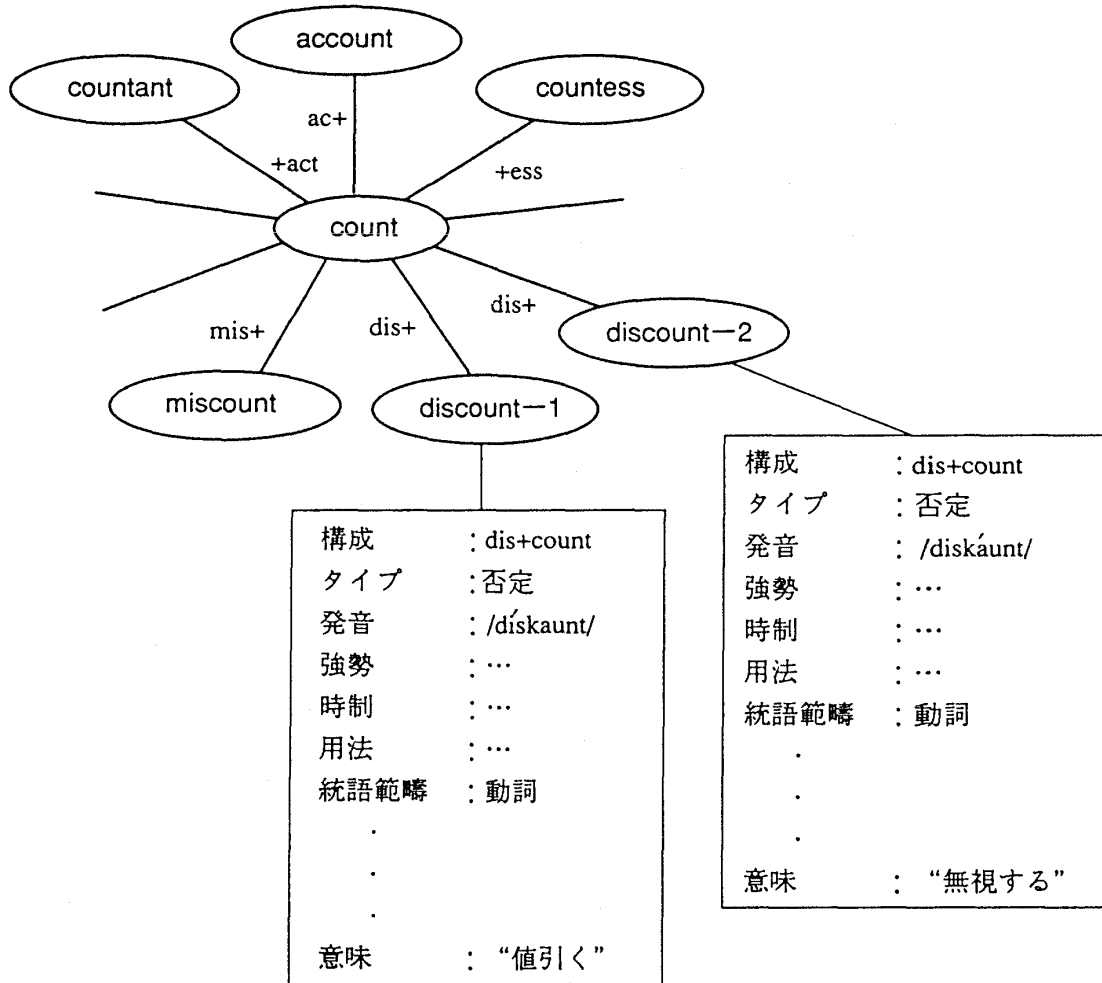 account
countant
countess
ac+
+act
+ess
count
mis+
dis+
dis+
discount—2
miscount
discount—1
構成 : dis+count
タイプ : 否定
発音 : /dískaunt/
強勢 : …
時制 : …
用法 : …
統語範疇 : 動詞
.
.
.
意味 : “値引く”
構成 : dis+count
タイプ : 否定
発音 : /diskáunt/
強勢 : …
時制 : …
用法 : …
統語範疇 : 動詞
.
.
.
意味 : “無視する”